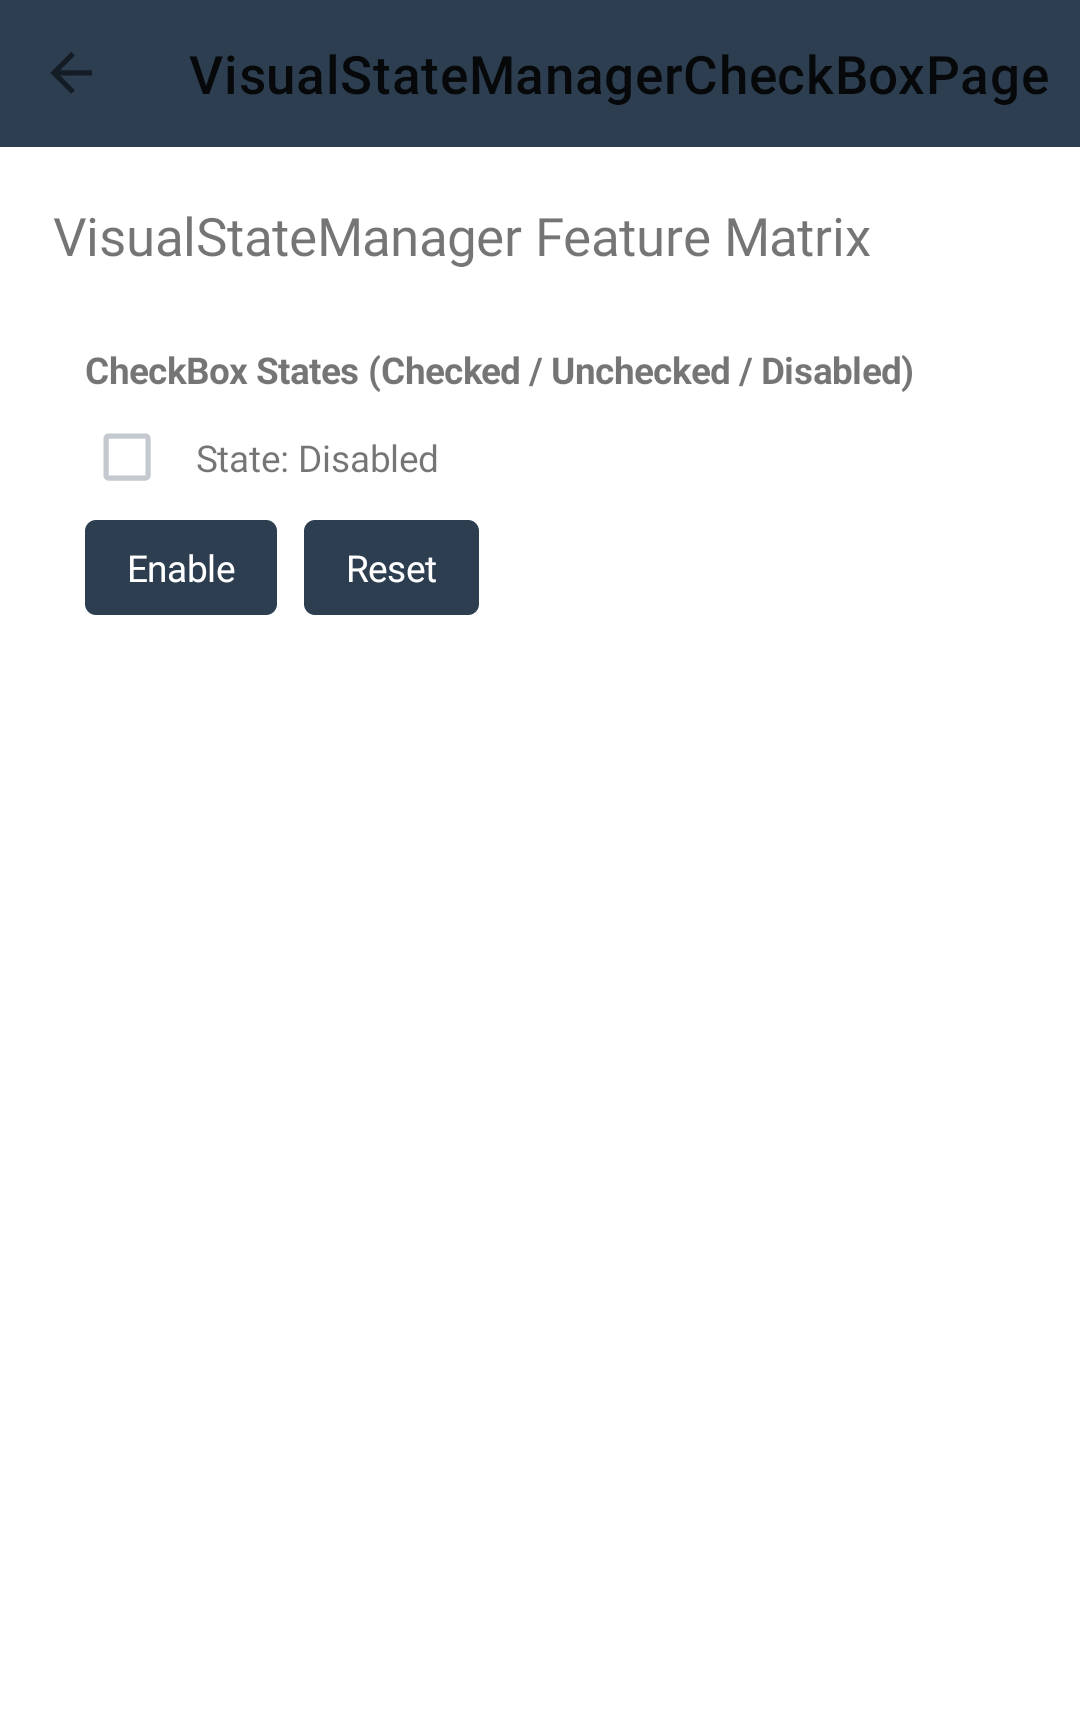 VisualStateManagerCheckBoxPage
VisualStateManager Feature Matrix
CheckBox States (Checked / Unchecked / Disabled)
State: Disabled
Enable Reset